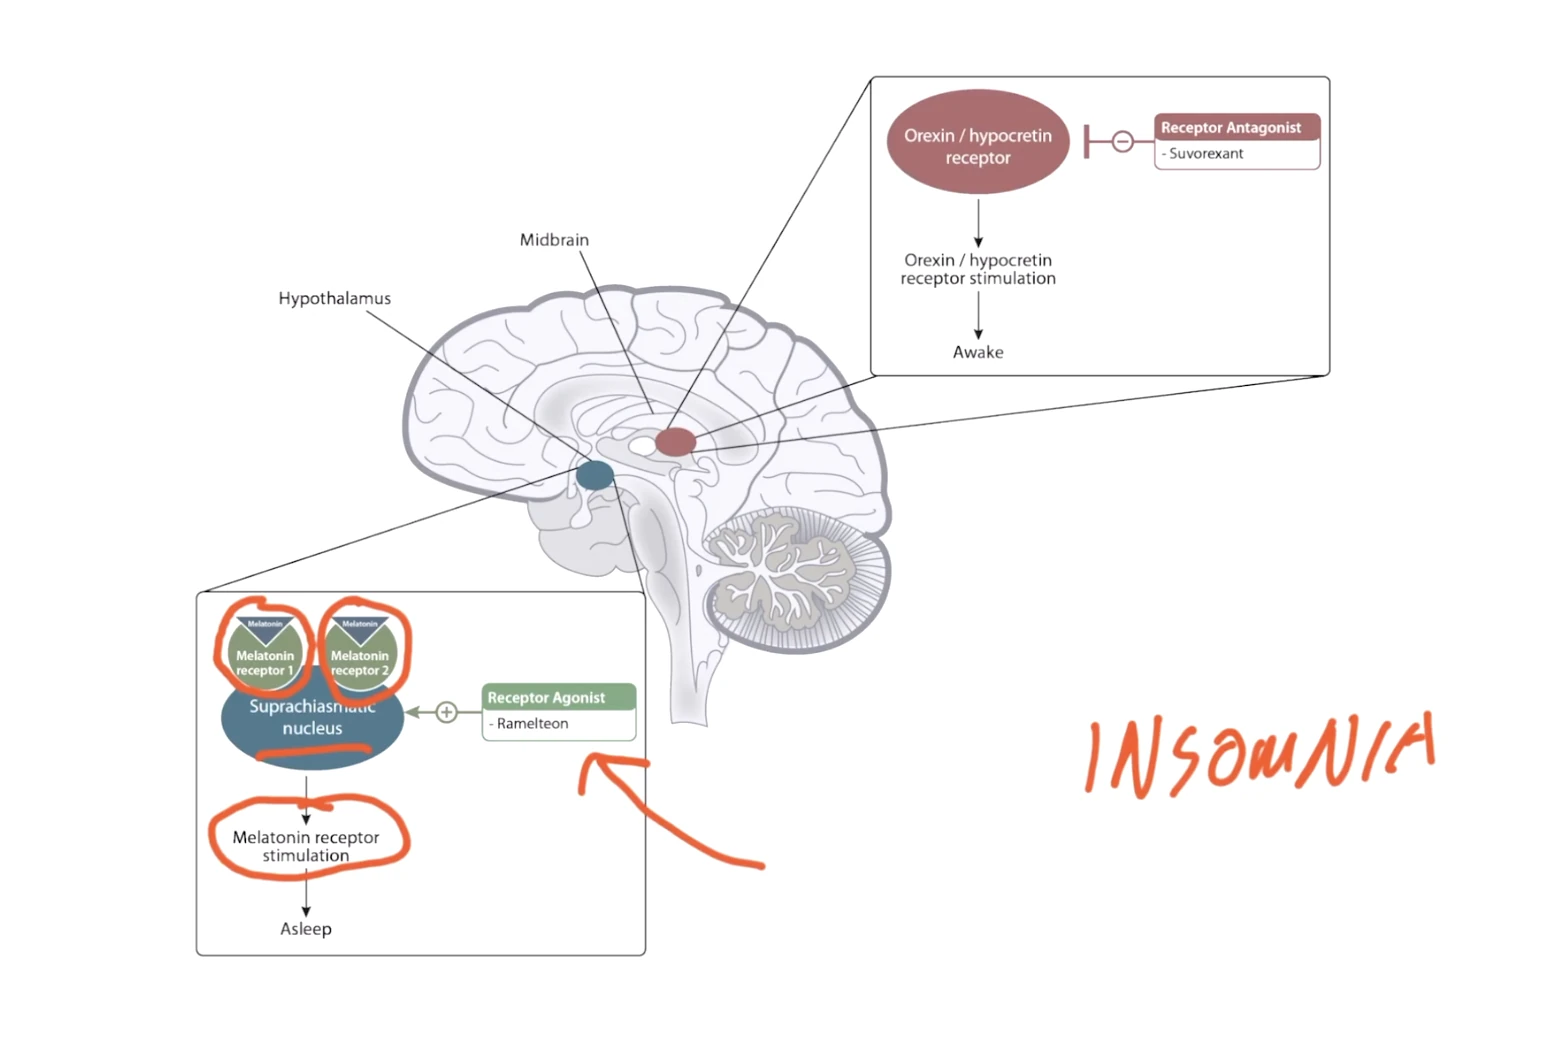 Orexin / hypocretin
receptor
Receptor Antagonist
- Suvorexant
Orexin / hypocretin
receptor stimulation
Awake
Midbrain
Hypothalamus
Melatonin
Melatonin
receptor 1
Melatonin
Melatonin
receptor 2
Suprachiasmatic
nucleus
Receptor Agonist
- Ramelteon
Melatonin receptor
stimulation
Asleep
INSOMNIA